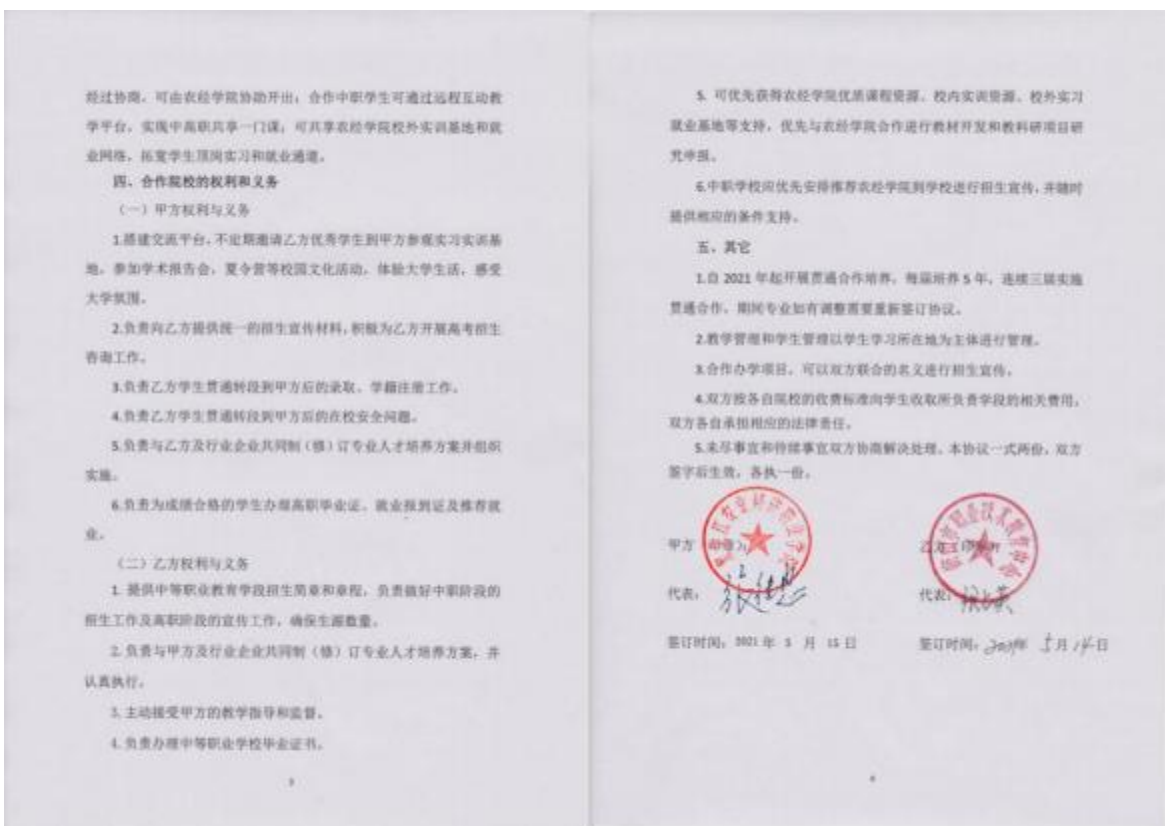 经过协商，可由农经学院协助开出；合作中职学生可通过远程互动教
学平台，实现中高职共享一门课；可共享农经学院校外实训基地和就
业网络，拓宽学生顶岗实习和就业通道。
四、合作院校的权利和义务
（一）甲方权利与义务
1.搭建交流平台，不定期邀请乙方优秀学生到甲方参观实习实训基
地，参加学术报告会，夏令营等校园文化活动，体验大学生活，感受
大学氛围。
2.负责向乙方提供统一的招生宣传材料，积极为乙方开展高考招生
咨询工作。
3.负责乙方学生贯通转段到甲方后的录取、学籍注册工作。
4.负责乙方学生贯通转段到甲方后的在校安全问题。
5.负责与乙方及行业企业共同制（修）订专业人才培养方案并组织
实施。
6.负责为成绩合格的学生办理高职毕业证、就业报到证及推荐就
业。
（二）乙方权利与义务
1. 提供中等职业教育学段招生简章和章程，负责做好中职阶段的
招生工作及高职阶段的宣传工作，确保生源数量。
2. 负责与甲方及行业企业共同制（修）订专业人才培养方案，并
认真执行。
3. 主动接受甲方的教学指导和监督。
4. 负责办理中等职业学校毕业证书。
3
5. 可优先获得农经学院优质课程资源、校内实训资源、校外实习
就业基地等支持，优先与农经学院合作进行教材开发和教科研项目研
究申报。
6.中职学校应优先安排推荐农经学院到学校进行招生宣传，并随时
提供相应的条件支持。
五、其它
1.自 2021 年起开展贯通合作培养，每届培养 5 年，连续三届实施
贯通合作，期间专业如有调整需要重新签订协议。
2.教学管理和学生管理以学生学习所在地为主体进行管理。
3.合作办学项目，可以双方联合的名义进行招生宣传。
4.双方按各自院校的收费标准向学生收取所负责学段的相关费用，
双方各自承担相应的法律责任。
5.未尽事宜和待续事宜双方协商解决处理。本协议一式两份，双方
签字后生效，各执一份。
甲方
乙方
代表：
代表：
签订时间：2021 年 5 月 15 日
签订时间：2021年 5月14日
4